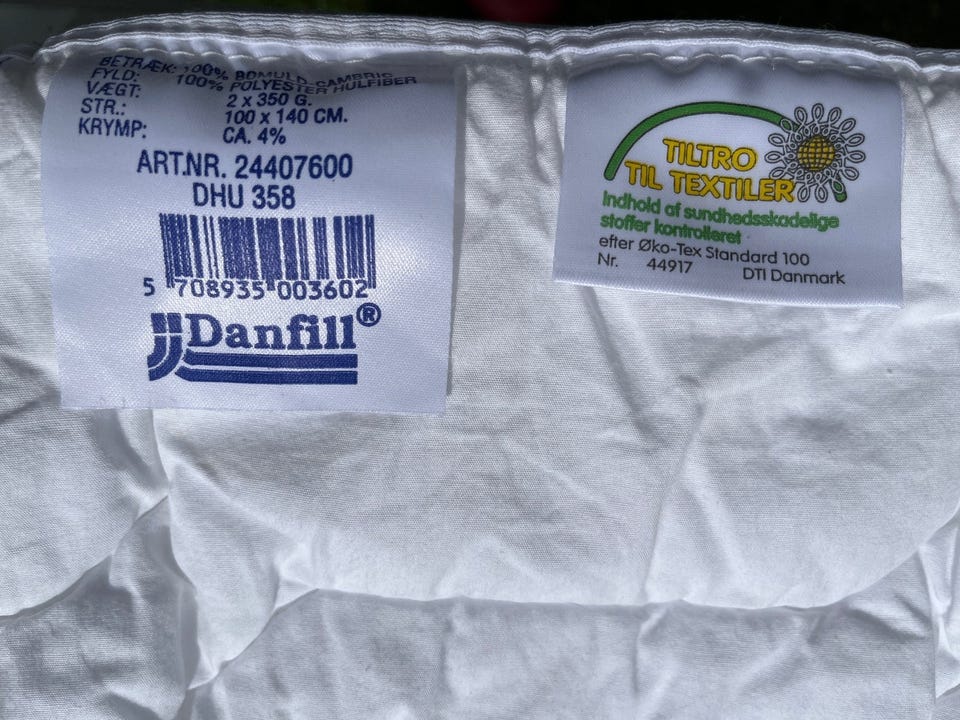 BETRÆK: 100% BOMULD, CAMBRIC
FYLD: 100% POLYESTER HULFIBER
VÆGT: 2 x 350 G.
STR.: 100 x 140 CM.
KRYMP: CA. 4%
ART.NR. 24407600
DHU 358
5 708935 003602
Danfill®
TILTRO
TIL TEXTILER
Indhold af sundhedsskadelige
stoffer kontrolleret
efter Øko-Tex Standard 100
Nr. 44917 DTI Danmark